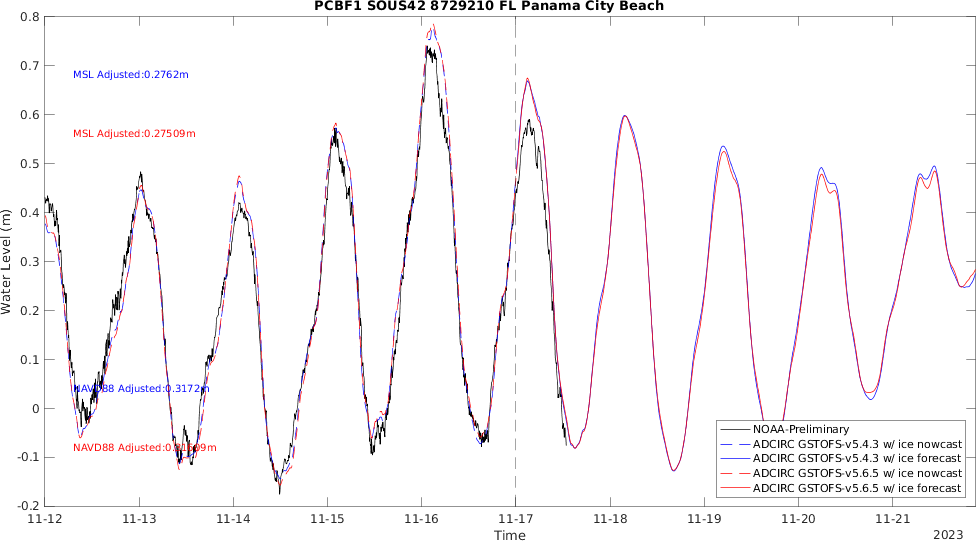 PCBF1 SOUS42 8729210 FL Panama City Beach
0.8
0.7
0.6
0.5
0.4
0.3
0.2
0.1
0
-0.1
-0.2
Water Level (m)
MSL Adjusted:0.2762m
MSL Adjusted:0.27509m
NAVD88 Adjusted:0.3172m
NAVD88 Adjusted:0.31609m
NOAA-Preliminary
ADCIRC GSTOFS-v5.4.3 w/ ice nowcast
ADCIRC GSTOFS-v5.4.3 w/ ice forecast
ADCIRC GSTOFS-v5.6.5 w/ ice nowcast
ADCIRC GSTOFS-v5.6.5 w/ ice forecast
11-12 11-13 11-14 11-15 11-16 11-17 11-18 11-19 11-20 11-21
Time
2023